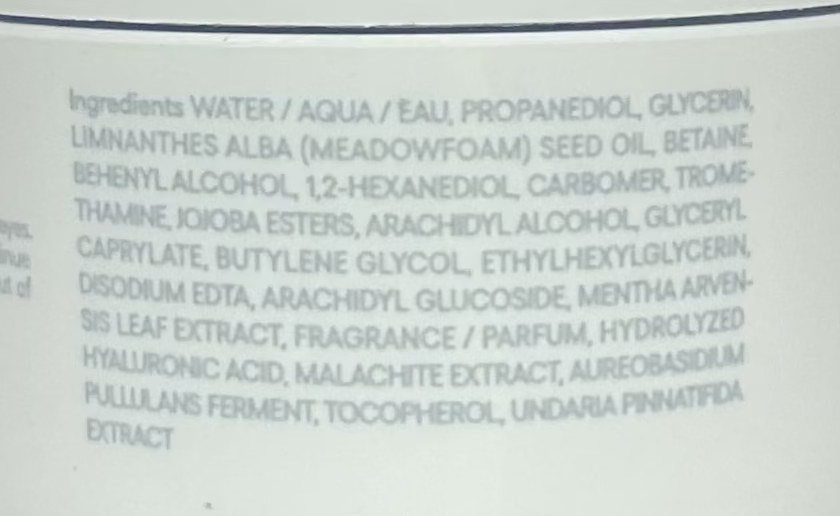 Ingredients WATER / AQUA / EAU, PROPANEDIOL, GLYCERIN,
LIMNANTHES ALBA (MEADOWFOAM) SEED OIL, BETAINE,
BEHENYL ALCOHOL, 1,2-HEXANEDIOL, CARBOMER, TROME-
THAMINE, JOJOBA ESTERS, ARACHIDYL ALCOHOL, GLYCERYL
CAPRYLATE, BUTYLENE GLYCOL, ETHYLHEXYLGLYCERIN,
DISODIUM EDTA, ARACHIDYL GLUCOSIDE, MENTHA ARVEN-
SIS LEAF EXTRACT, FRAGRANCE / PARFUM, HYDROLYZED
HYALURONIC ACID, MALACHITE EXTRACT, AUREOBASIDIUM
PULLULANS FERMENT, TOCOPHEROL, UNDARIA PINNATIFIDA
EXTRACT